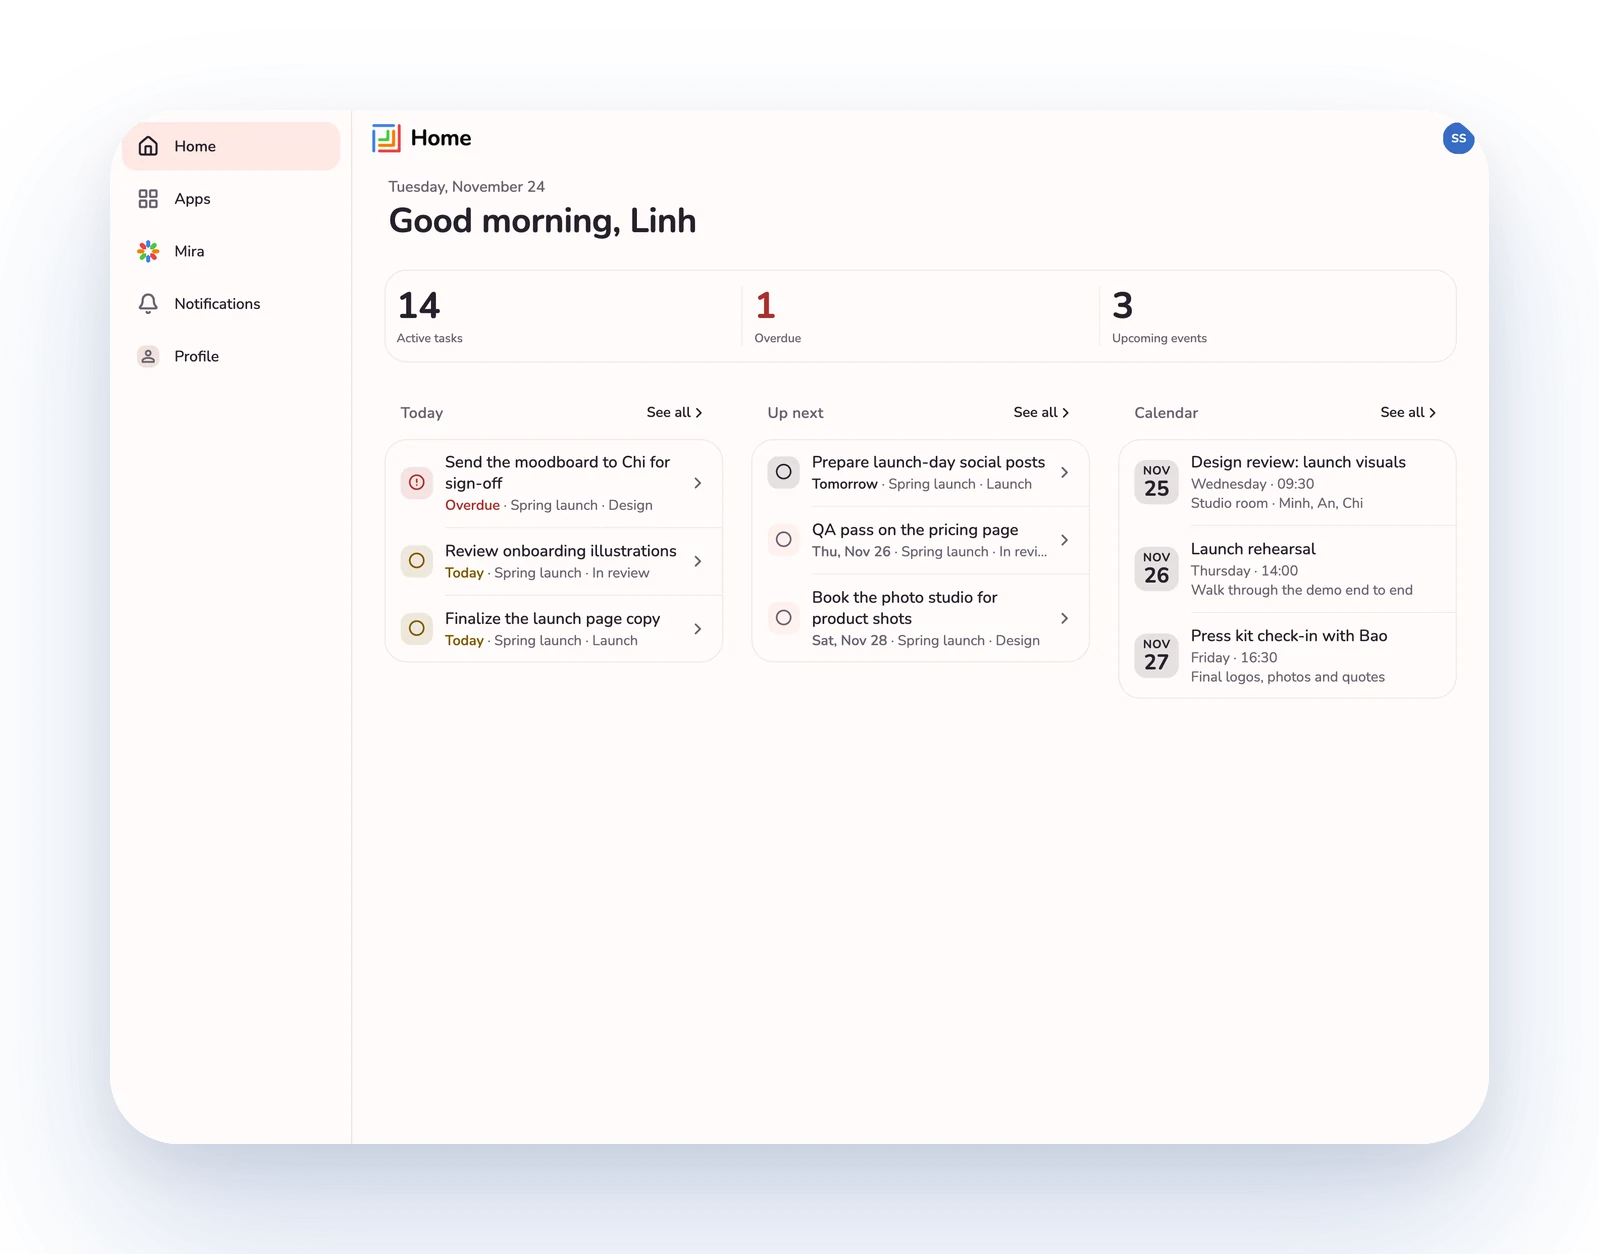 Home
Apps
Mira
Notifications
Profile
Home
SS
Tuesday, November 24
Good morning, Linh
14
Active tasks
1
Overdue
3
Upcoming events
Today
See all
Send the moodboard to Chi for
sign-off
Overdue · Spring launch · Design
Review onboarding illustrations
Today · Spring launch · In review
Finalize the launch page copy
Today · Spring launch · Launch
Up next
See all
Prepare launch-day social posts
Tomorrow · Spring launch · Launch
QA pass on the pricing page
Thu, Nov 26 · Spring launch · In revi...
Book the photo studio for
product shots
Sat, Nov 28 · Spring launch · Design
Calendar
See all
NOV
25
Design review: launch visuals
Wednesday · 09:30
Studio room · Minh, An, Chi
NOV
26
Launch rehearsal
Thursday · 14:00
Walk through the demo end to end
NOV
27
Press kit check-in with Bao
Friday · 16:30
Final logos, photos and quotes